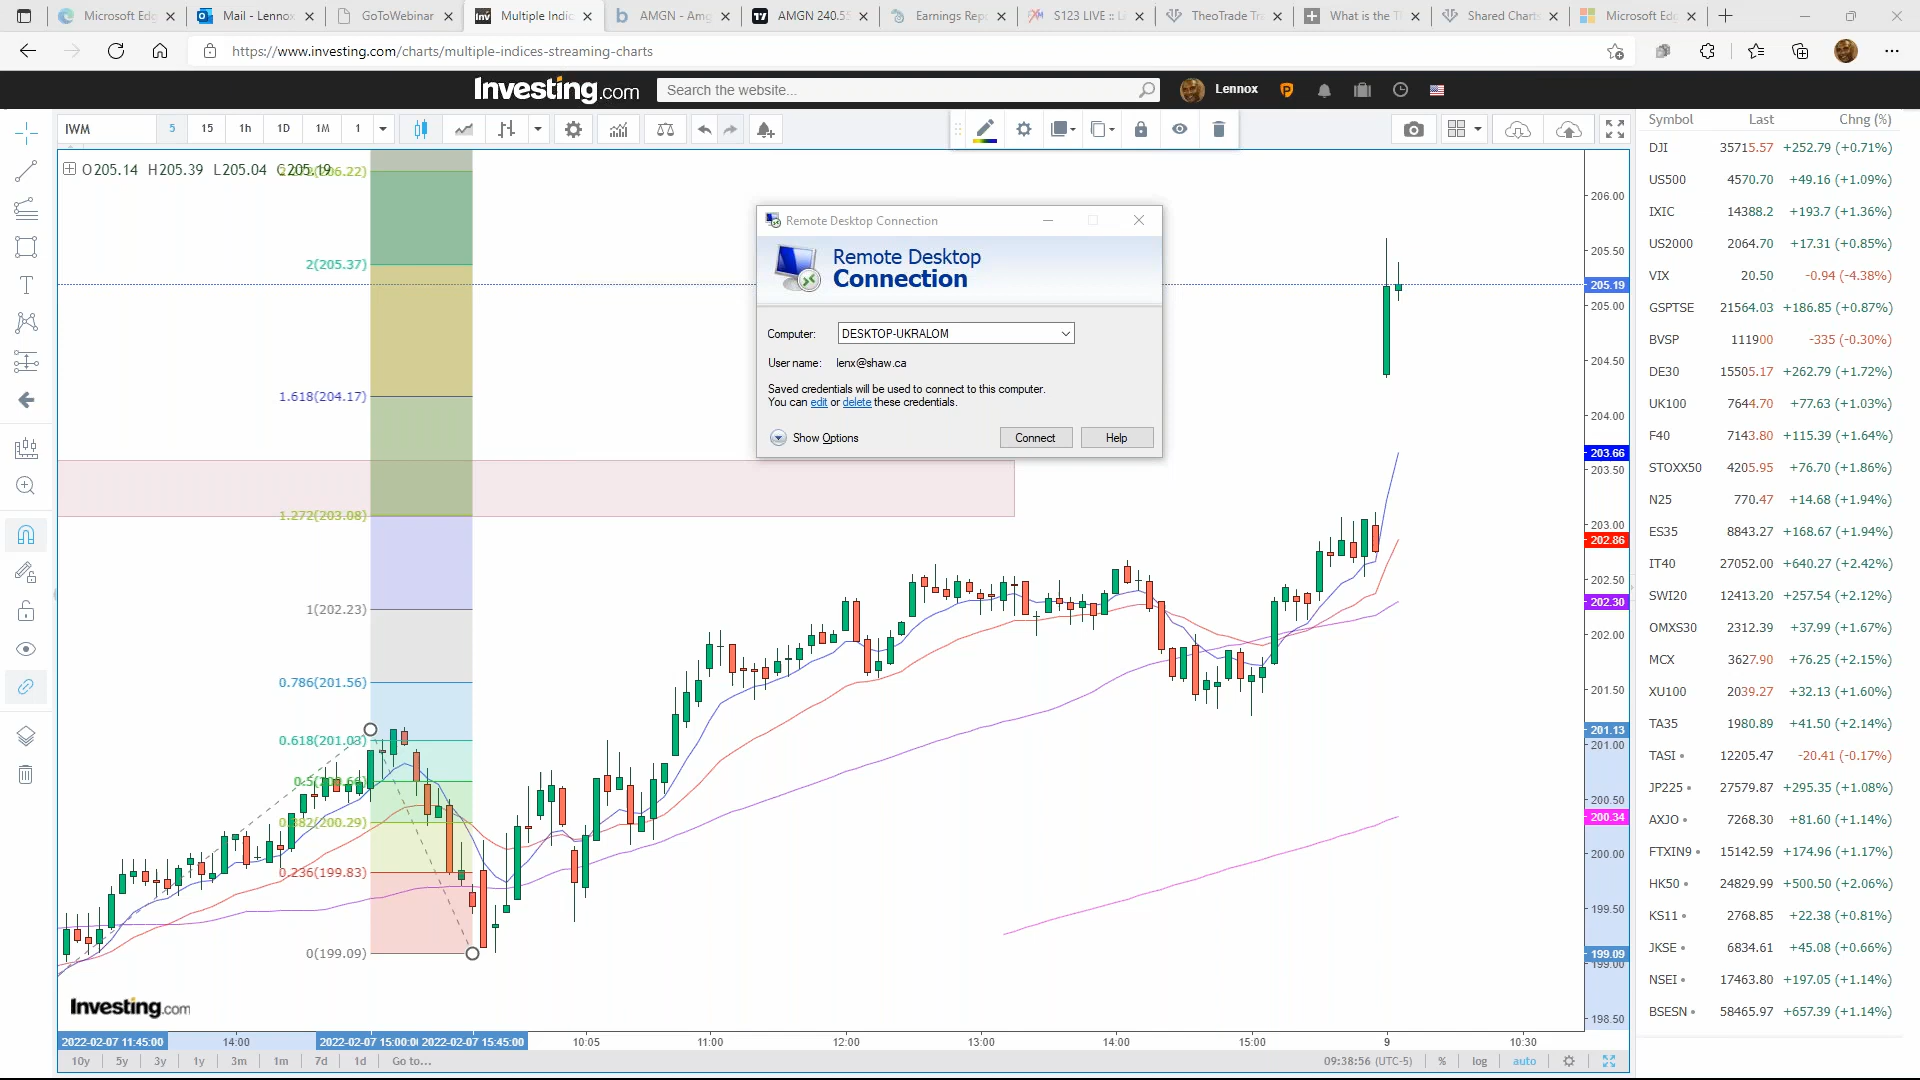 Microsoft Edg
Mail - Lennox
GoToWebinar
Multiple Indic
AMGN - Amg
AMGN 240.55
Earnings Rep
S123 LIVE :: Li
TheoTrade Tr
What is the T
Shared Charts
Microsoft Edg
https://www.investing.com/charts/multiple-indices-streaming-charts
Investing.com
Search the website...
Lennox
IWM 5 15 1h 1D 1M 1
Symbol Last Chng (%)
O205.14 H205.39 L205.04 C205.19
(206.22)
2(205.37)
1.618(204.17)
1.272(203.08)
1(202.23)
0.786(201.56)
0.618(201.03)
0.382(200.29)
0.236(199.83)
0(199.09)
Remote Desktop Connection
Remote Desktop
Connection
Computer: DESKTOP-UKRALOM
User name: lenx@shaw.ca
Saved credentials will be used to connect to this computer.
You can edit or delete these credentials.
Show Options
Connect
Help
206.00
205.50
205.19
205.00
204.50
204.00
203.66
203.50
203.00
202.86
202.50
202.30
202.00
201.50
201.13
201.00
200.50
200.34
200.00
199.50
199.09
199.00
198.50
DJI 35715.57 +252.79 (+0.71%)
US500 4570.70 +49.16 (+1.09%)
IXIC 14388.2 +193.7 (+1.36%)
US2000 2064.70 +17.31 (+0.85%)
VIX 20.50 -0.94 (-4.38%)
GSPTSE 21564.03 +186.85 (+0.87%)
BVSP 111900 -335 (-0.30%)
DE30 15505.17 +262.79 (+1.72%)
UK100 7644.70 +77.63 (+1.03%)
F40 7143.80 +115.39 (+1.64%)
STOXX50 4205.95 +76.70 (+1.86%)
N25 770.47 +14.68 (+1.94%)
ES35 8843.27 +168.67 (+1.94%)
IT40 27052.00 +640.27 (+2.42%)
SWI20 12413.20 +257.54 (+2.12%)
OMXS30 2312.39 +37.99 (+1.67%)
MCX 3627.90 +76.25 (+2.15%)
XU100 2039.27 +32.13 (+1.60%)
TA35 1980.89 +41.50 (+2.14%)
TASI 12205.47 -20.41 (-0.17%)
JP225 27579.87 +295.35 (+1.08%)
AXJO 7268.30 +81.60 (+1.14%)
FTXIN9 15142.59 +174.96 (+1.17%)
HK50 24829.99 +500.50 (+2.06%)
KS11 2768.85 +22.38 (+0.81%)
JKSE 6834.61 +45.08 (+0.66%)
NSEI 17463.80 +197.05 (+1.14%)
BSESN 58465.97 +657.39 (+1.14%)
Investing.com
2022-02-07 11:45:00 14:00 2022-02-07 15:00:00 2022-02-07 15:45:00 10:05 11:00 12:00 13:00 14:00 15:00 9 10:30
10y 5y 3y 1y 3m 1m 7d 1d Go to... 09:38:56 (UTC-5) % log auto